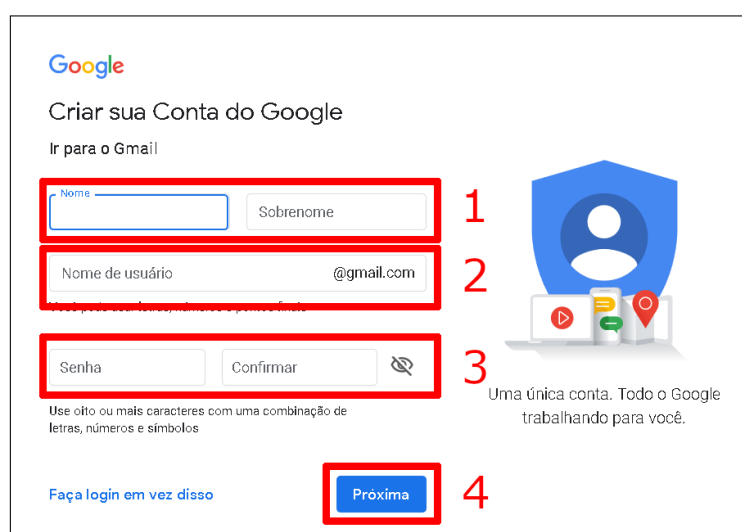 Google
Criar sua Conta do Google
Ir para o Gmail
Nome
Sobrenome
1
Nome de usuário @gmail.com
2
Senha
Confirmar
3
Use oito ou mais caracteres com uma combinação de
letras, números e símbolos
Uma única conta. Todo o Google
trabalhando para você.
Faça login em vez disso
Próxima
4